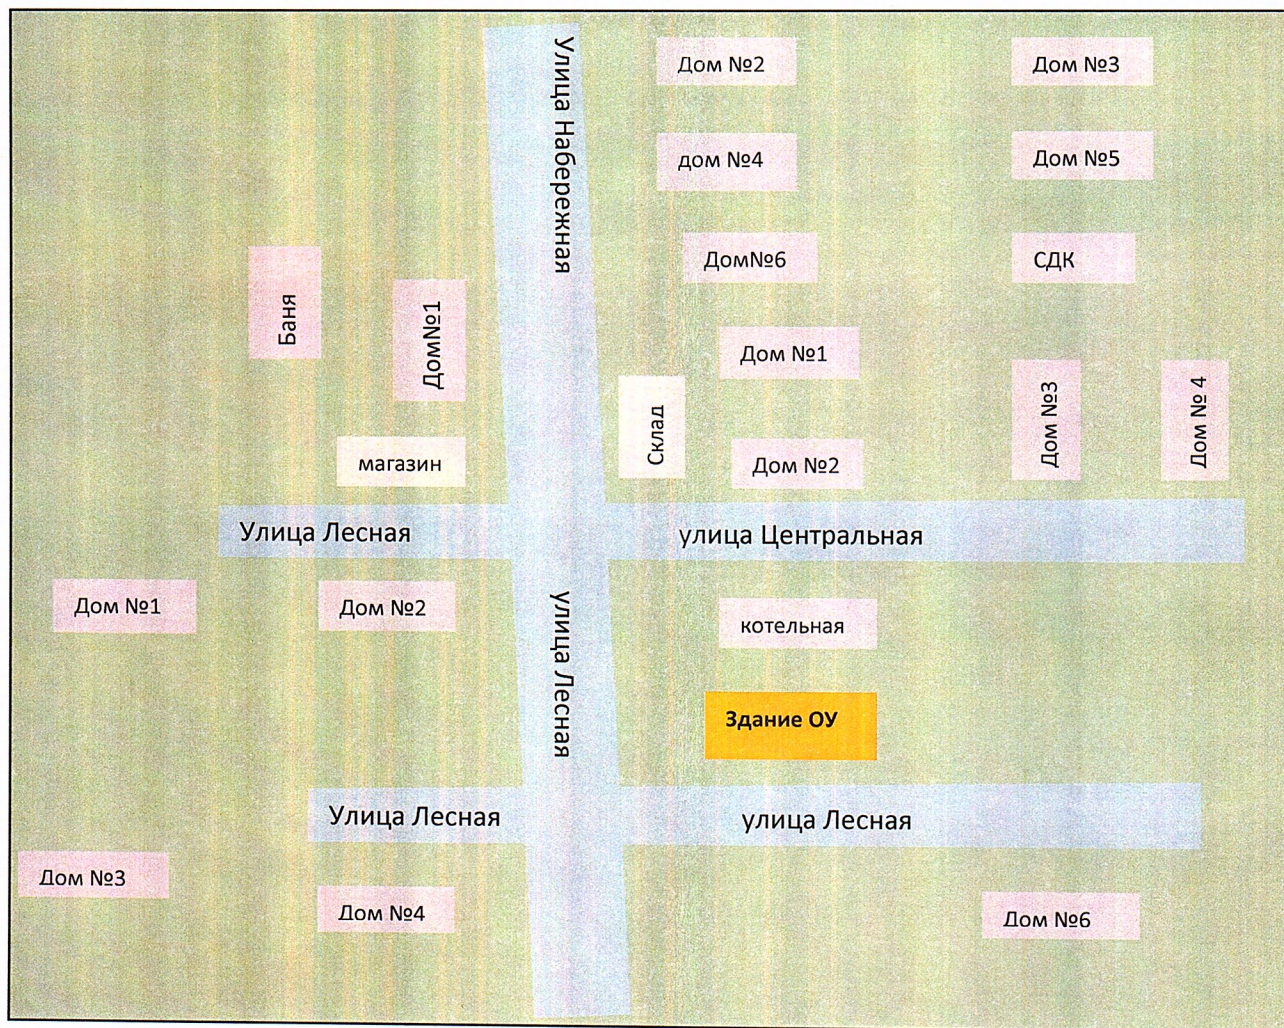 Улица Набережная
Дом №2
Дом №3
дом №4
Дом №5
Дом№6
СДК
Баня
Дом№1
Дом №1
Склад
Дом №3
Дом № 4
магазин
Дом №2
Улица Лесная
улица Центральная
Дом №1
Дом №2
улица Лесная
котельная
Здание ОУ
Улица Лесная
улица Лесная
Дом №3
Дом №4
Дом №6